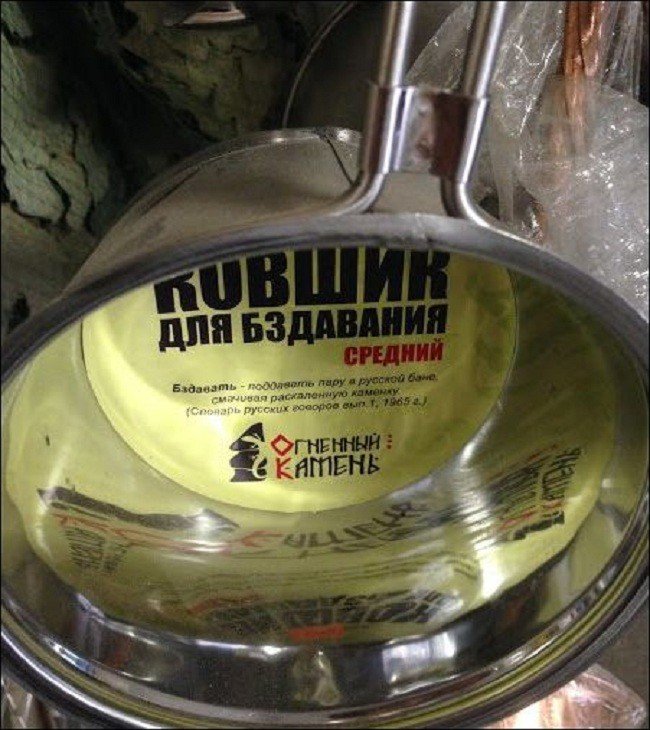 КОВШИК
ДЛЯ БЗДАВАНИЯ
СРЕДНИЙ
Бздавать - поддавать пару в русской бане,
смачивая раскаленную каменку
(Словарь русских говоров вып.1, 1965 г.)
ОГНЕННЫЙ
КАМЕНЬ